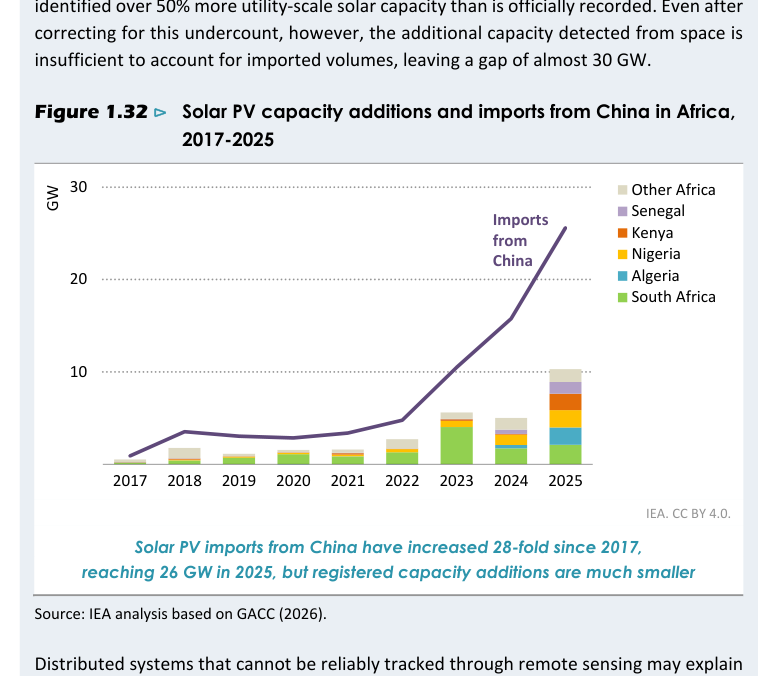 identified over 50% more utility-scale solar capacity than is officially recorded. Even after
correcting for this undercount, however, the additional capacity detected from space is
insufficient to account for imported volumes, leaving a gap of almost 30 GW.
Figure 1.32 ⊳ Solar PV capacity additions and imports from China in Africa,
2017-2025
GW
30
20
10
Imports
from
China
Other Africa
Senegal
Kenya
Nigeria
Algeria
South Africa
2017 2018 2019 2020 2021 2022 2023 2024 2025
IEA. CC BY 4.0.
Solar PV imports from China have increased 28-fold since 2017,
reaching 26 GW in 2025, but registered capacity additions are much smaller
Source: IEA analysis based on GACC (2026).
Distributed systems that cannot be reliably tracked through remote sensing may explain